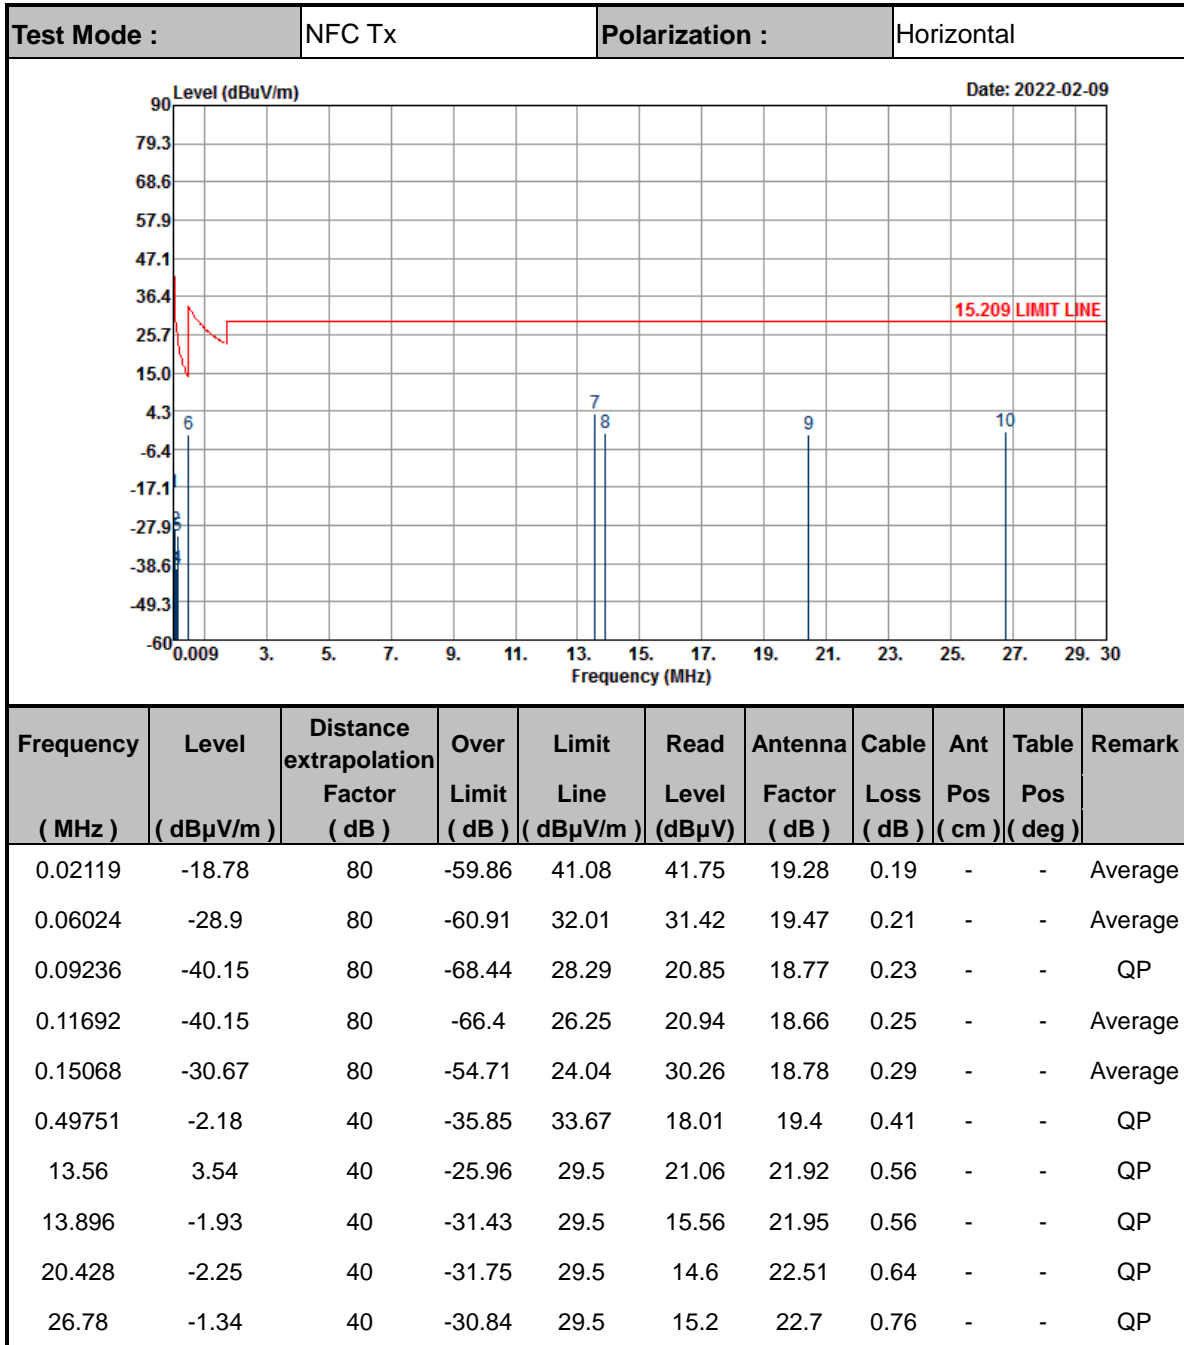 Test Mode : NFC Tx Polarization : Horizontal
Level (dBuV/m) Date: 2022-02-09
90
79.3
68.6
57.9
47.1
36.4
15.209 LIMIT LINE
25.7
15.0
4.3
-6.4
-17.1
-27.9
-38.6
-49.3
-60
6 7 8 9 10
0.009 3. 5. 7. 9. 11. 13. 15. 17. 19. 21. 23. 25. 27. 29. 30
Frequency (MHz)
Frequency Level Distance extrapolation Over Limit Read Antenna Cable Ant Table Remark
Factor Limit Line Level Factor Loss Pos Pos
( MHz ) ( dBµV/m ) ( dB ) ( dB ) ( dBµV/m ) (dBµV) ( dB ) ( dB ) ( cm ) ( deg )
0.02119 -18.78 80 -59.86 41.08 41.75 19.28 0.19 - - Average
0.06024 -28.9 80 -60.91 32.01 31.42 19.47 0.21 - - Average
0.09236 -40.15 80 -68.44 28.29 20.85 18.77 0.23 - - QP
0.11692 -40.15 80 -66.4 26.25 20.94 18.66 0.25 - - Average
0.15068 -30.67 80 -54.71 24.04 30.26 18.78 0.29 - - Average
0.49751 -2.18 40 -35.85 33.67 18.01 19.4 0.41 - - QP
13.56 3.54 40 -25.96 29.5 21.06 21.92 0.56 - - QP
13.896 -1.93 40 -31.43 29.5 15.56 21.95 0.56 - - QP
20.428 -2.25 40 -31.75 29.5 14.6 22.51 0.64 - - QP
26.78 -1.34 40 -30.84 29.5 15.2 22.7 0.76 - - QP